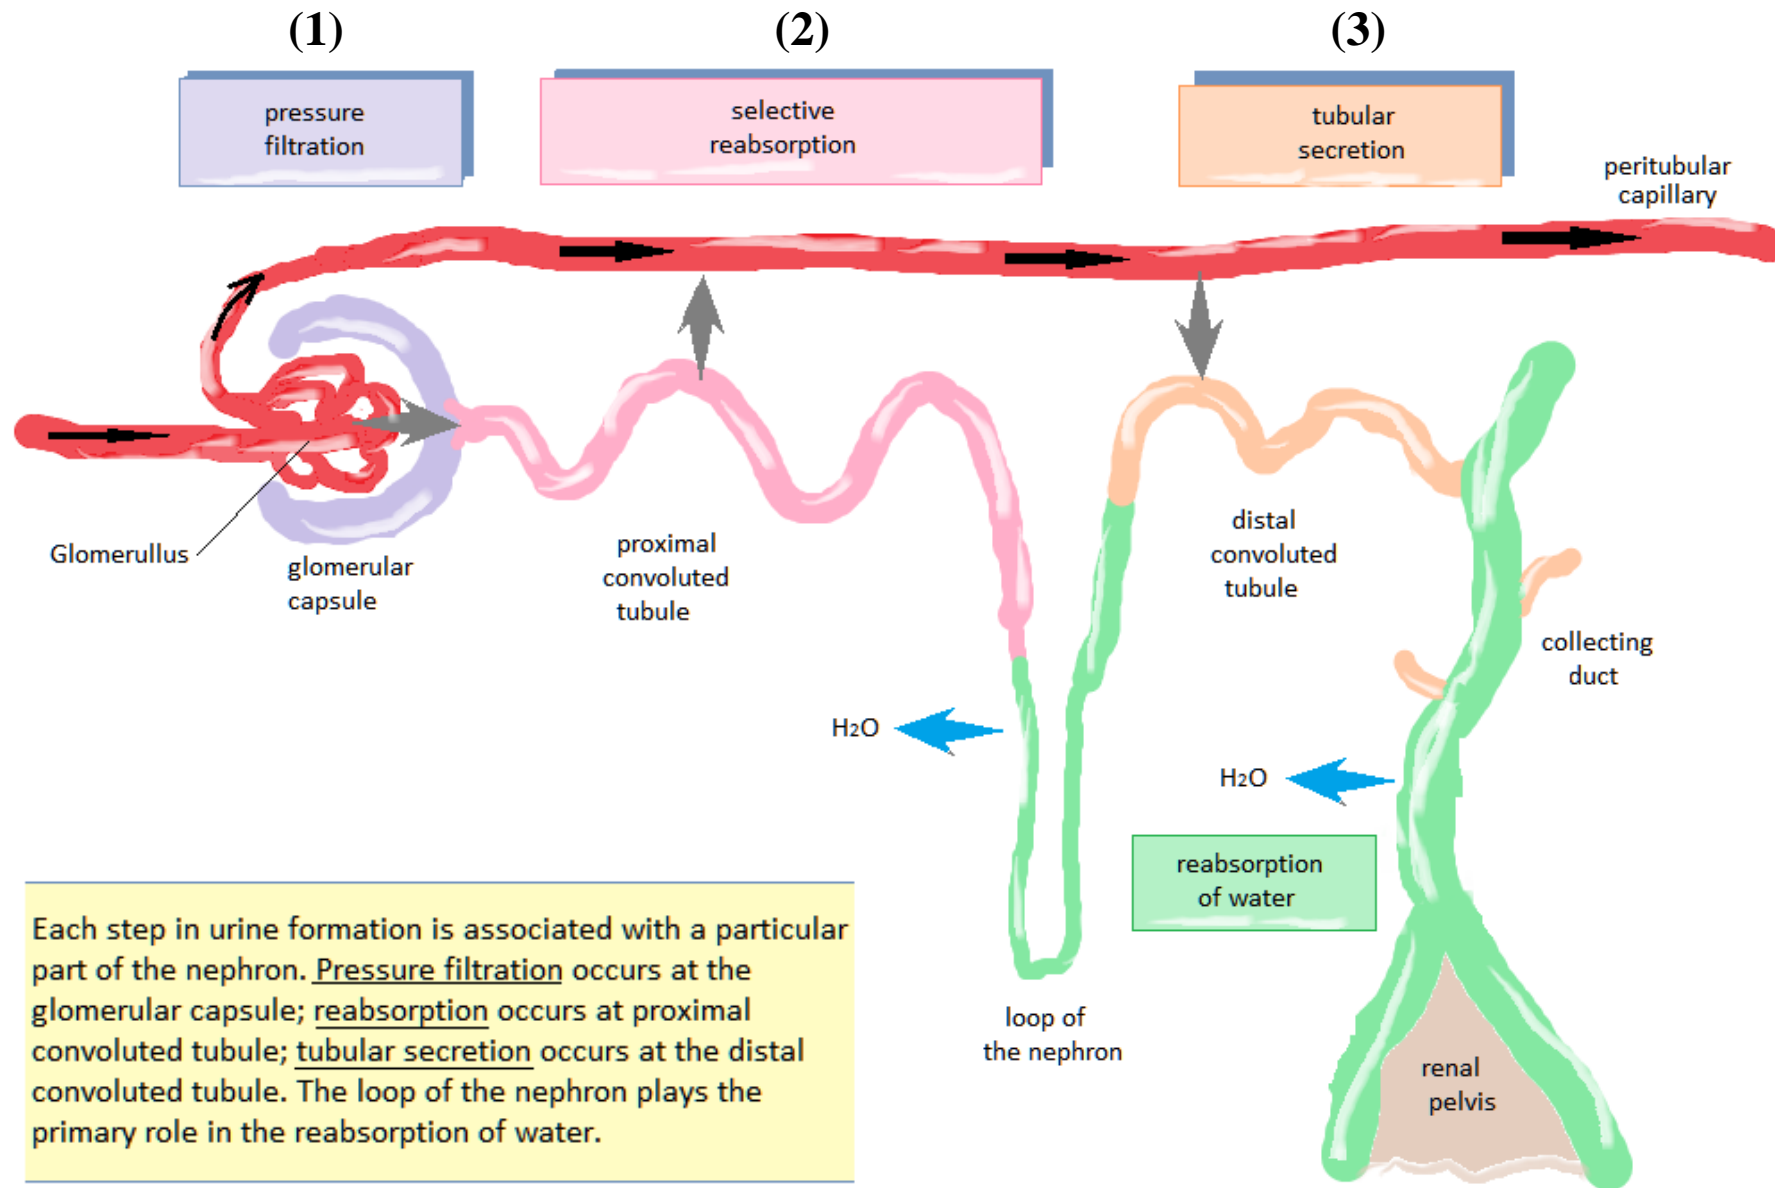 (1)
(2)
(3)
pressure
filtration
selective
reabsorption
tubular
secretion
peritubular
capillary
Glomerullus
glomerular
capsule
proximal
convoluted
tubule
distal
convoluted
tubule
collecting
duct
H2O
H2O
reabsorption
of water
loop of
the nephron
renal
pelvis
Each step in urine formation is associated with a particular
part of the nephron. Pressure filtration occurs at the
glomerular capsule; reabsorption occurs at proximal
convoluted tubule; tubular secretion occurs at the distal
convoluted tubule. The loop of the nephron plays the
primary role in the reabsorption of water.